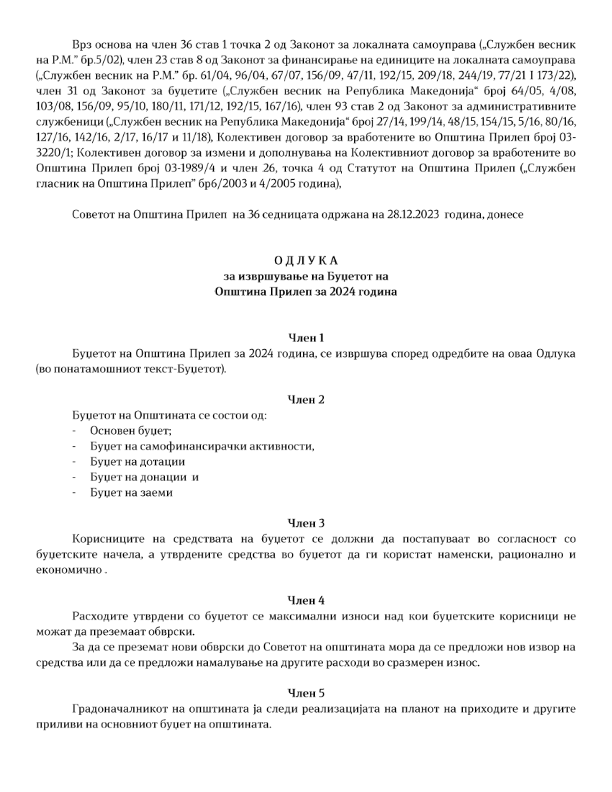 Врз основа на член 36 став 1 точка 2 од Законот за локалната самоуправа („Службен весник
на Р.М.” бр.5/02), член 23 став 8 од Законот за финансирање на единиците на локалната самоуправа
(„Службен весник на Р.М.” бр. 61/04, 96/04, 67/07, 156/09, 47/11, 192/15, 209/18, 244/19, 77/21 I 173/22),
член 31 од Законот за буџетите („Службен весник на Република Македонија“ број 64/05, 4/08,
103/08, 156/09, 95/10, 180/11, 171/12, 192/15, 167/16), член 93 став 2 од Законот за административните
службеници („Службен весник на Република Македонија“ број 27/14, 199/14, 48/15, 154/15, 5/16, 80/16,
127/16, 142/16, 2/17, 16/17 и 11/18), Колективен договор за вработените во Општина Прилеп број 03-
3220/1; Колективен договор за измени и дополнувања на Колективниот договор за вработените во
Општина Прилеп број 03-1989/4 и член 26, точка 4 од Статутот на Општина Прилеп („Службен
гласник на Општина Прилеп” бр6/2003 и 4/2005 година),
Советот на Општина Прилеп на 36 седницата одржана на 28.12.2023 година, донесе
О Д Л У К А
за извршување на Буџетот на
Општина Прилеп за 2024 година
Член 1
Буџетот на Општина Прилеп за 2024 година, се извршува според одредбите на оваа Одлука
(во понатамошниот текст-Буџетот).
Член 2
Буџетот на Општината се состои од:
- Основен буџет;
- Буџет на самофинансирачки активности,
- Буџет на дотации
- Буџет на донации и
- Буџет на заеми
Член 3
Корисниците на средствата на буџетот се должни да постапуваат во согласност со
буџетските начела, а утврдените средства во буџетот да ги користат наменски, рационално и
економично .
Член 4
Расходите утврдени со буџетот се максимални износи над кои буџетските корисници не
можат да преземаат обврски.
За да се преземат нови обврски до Советот на општината мора да се предложи нов извор на
средства или да се предложи намалување на другите расходи во сразмерен износ.
Член 5
Градоначалникот на општината ја следи реализацијата на планот на приходите и другите
приливи на основниот буџет на општината.